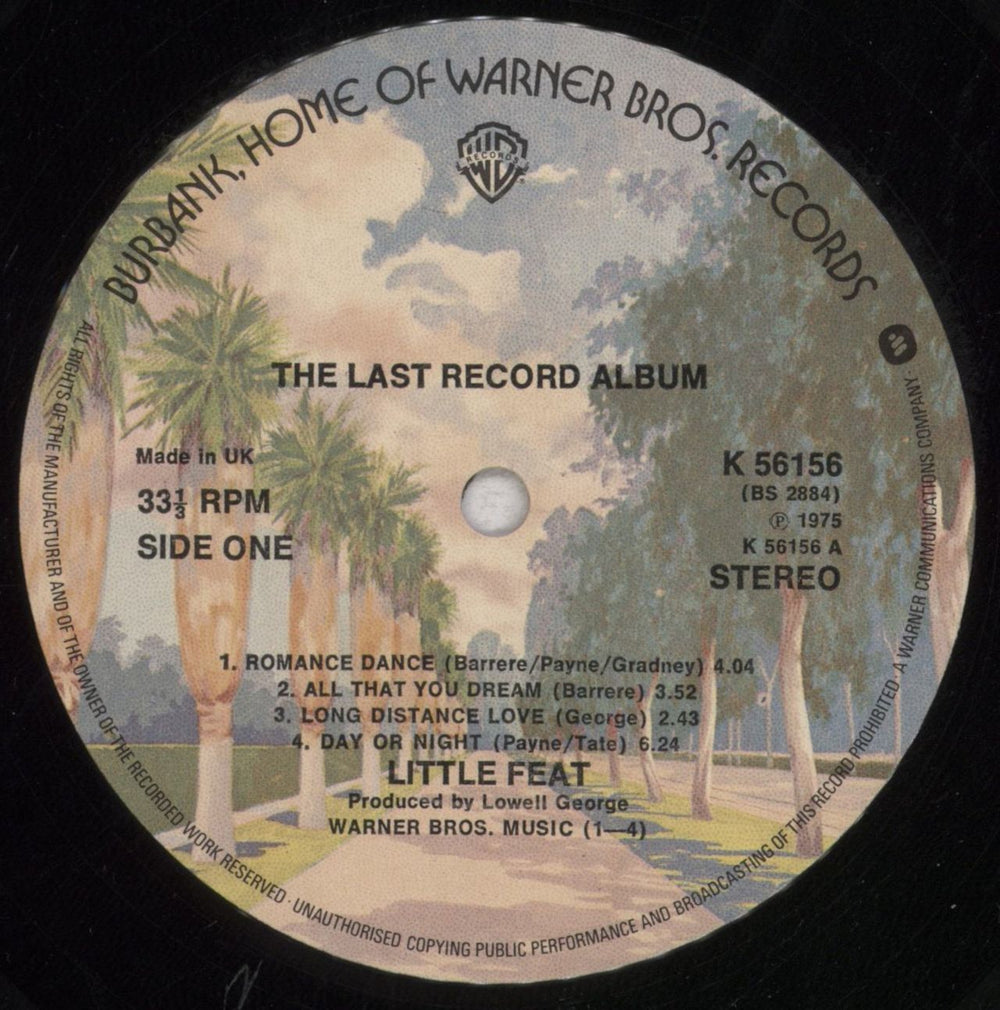 BURBANK, HOME OF WARNER BROS. RECORDS
RECORDS
THE LAST RECORD ALBUM
Made in UK
33⅓ RPM
SIDE ONE
K 56156
(BS 2884)
℗ 1975
K 56156 A
STEREO
1. ROMANCE DANCE (Barrere/Payne/Gradney) 4.04
2. ALL THAT YOU DREAM (Barrere) 3.52
3. LONG DISTANCE LOVE (George) 2.43
4. DAY OR NIGHT (Payne/Tate) 6.24
LITTLE FEAT
Produced by Lowell George
WARNER BROS. MUSIC (1—4)
ALL RIGHTS OF THE MANUFACTURER AND OF THE OWNER OF THE RECORDED WORK RESERVED · UNAUTHORISED COPYING PUBLIC PERFORMANCE AND BROADCASTING OF THIS RECORD PROHIBITED · A WARNER COMMUNICATIONS COMPANY ·